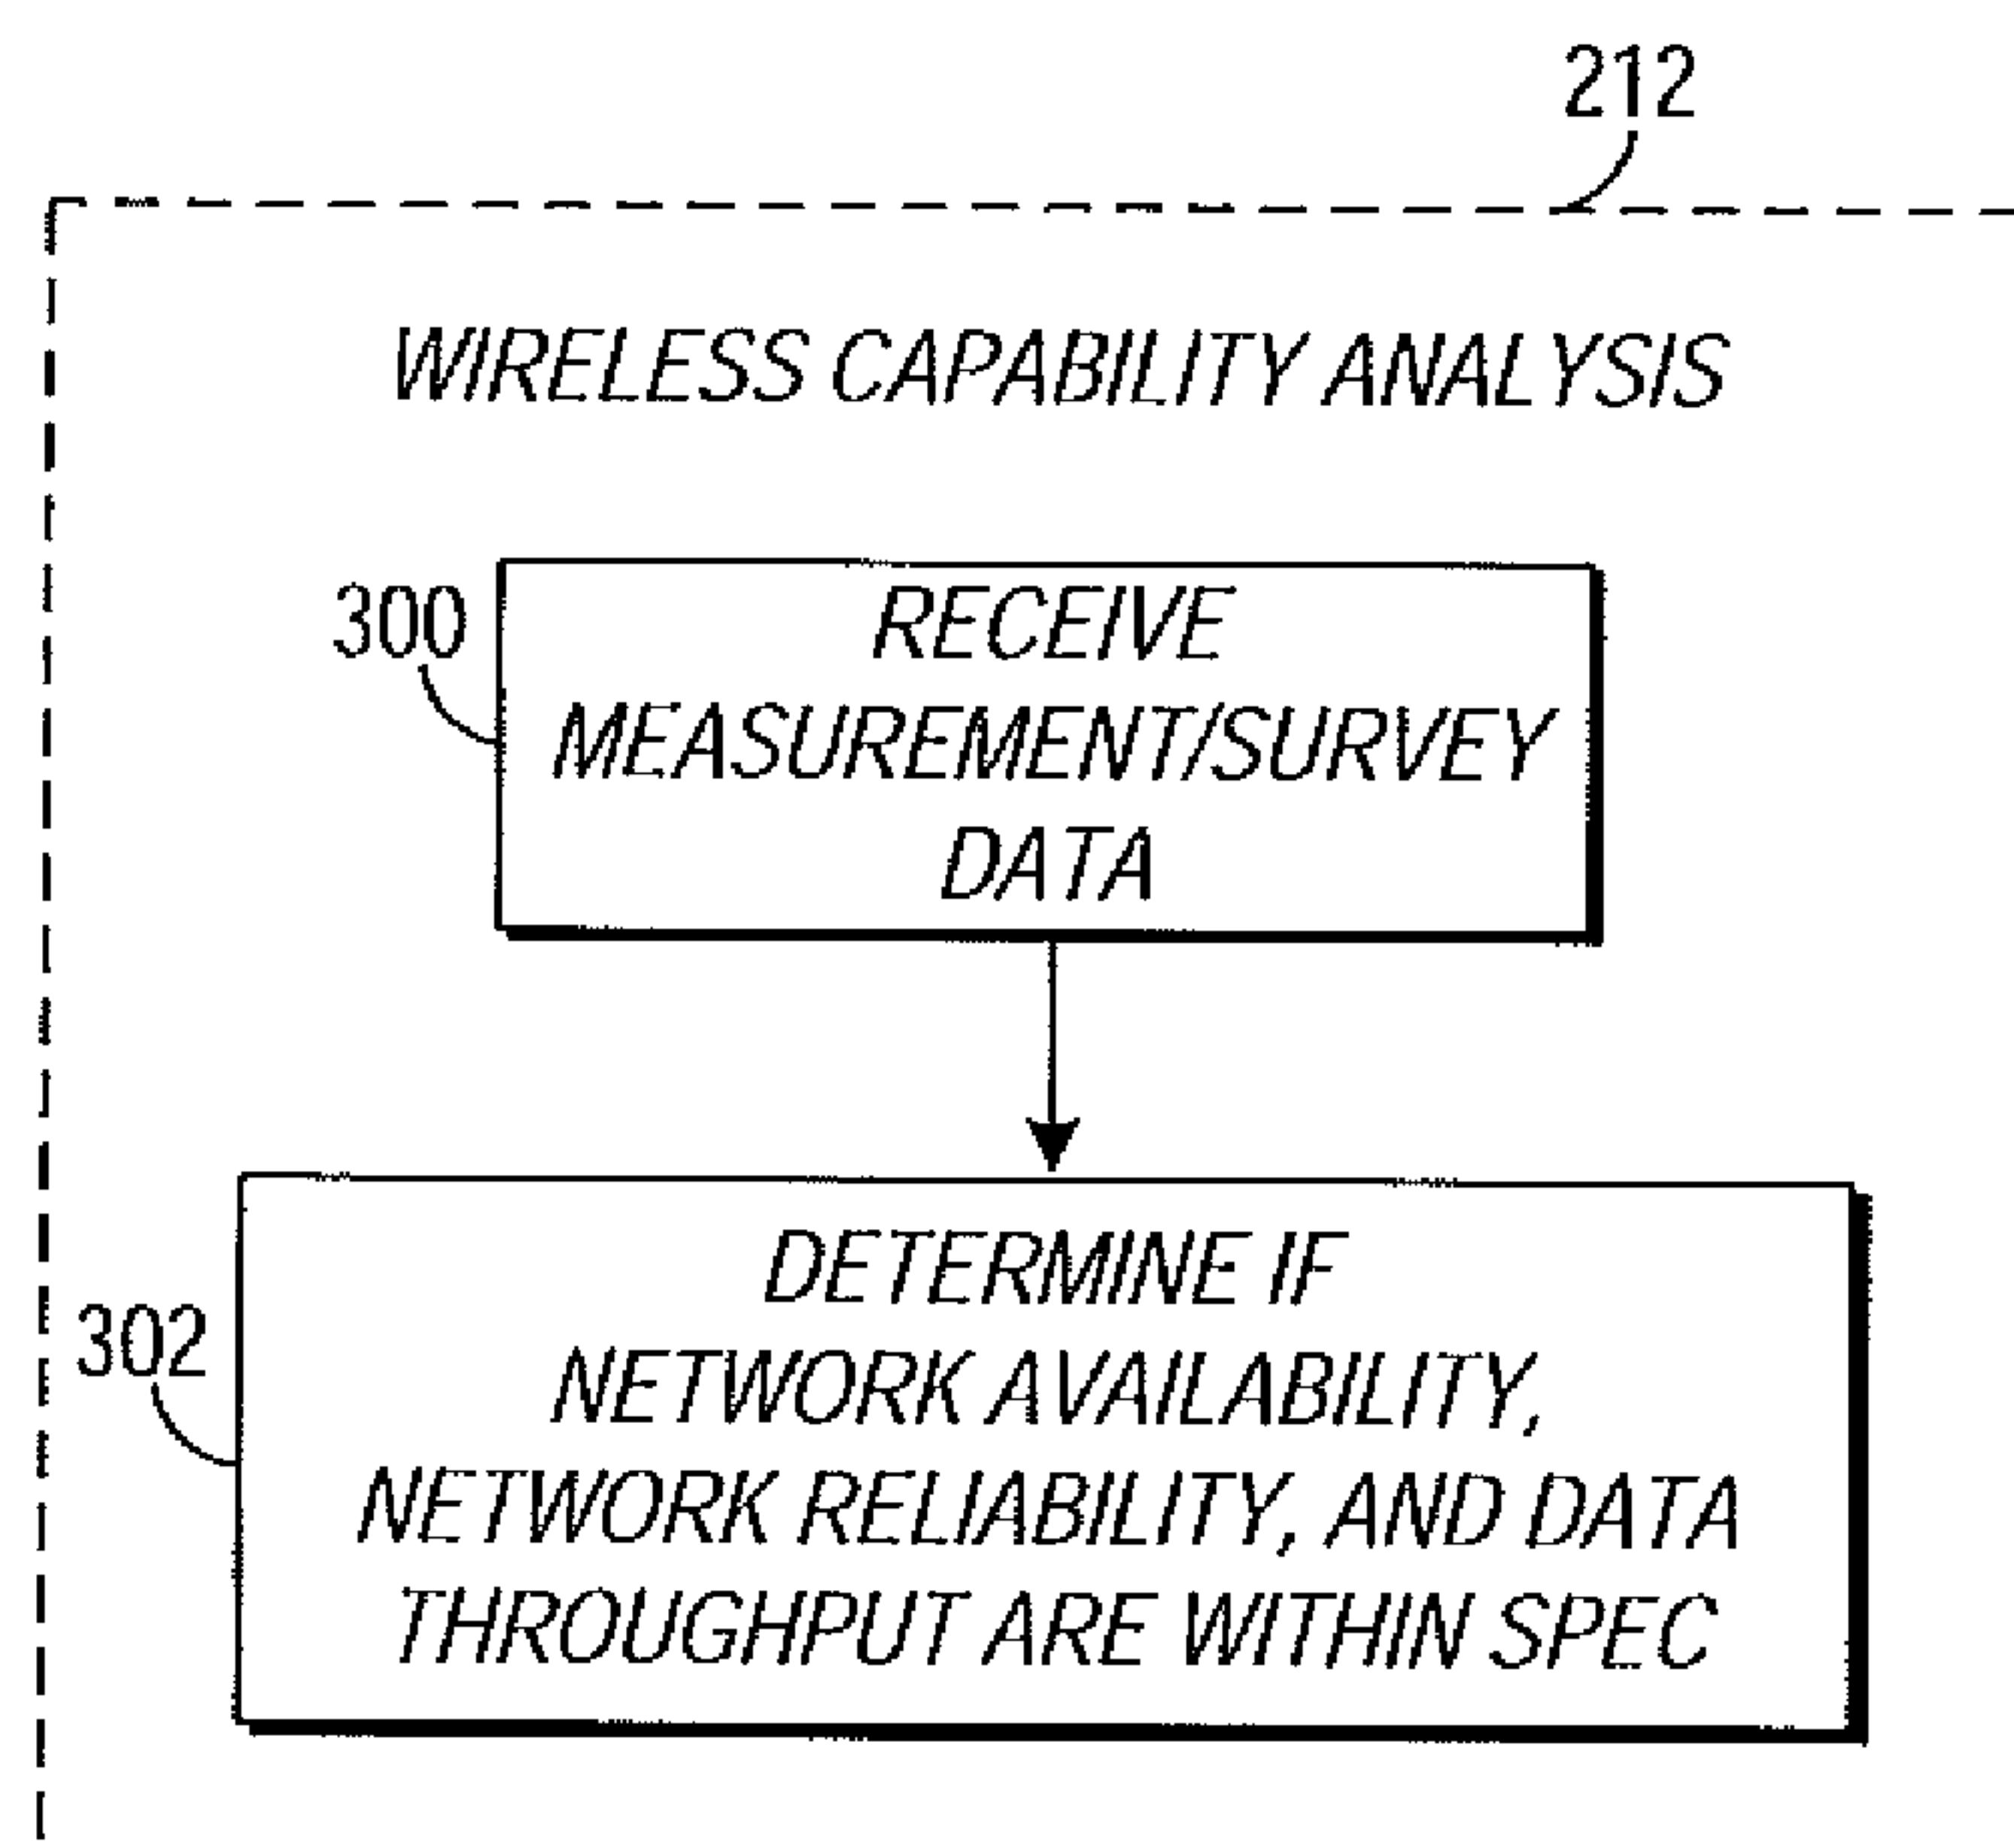 212
WIRELESS CAPABILITY ANALYSIS
300
RECEIVE
MEASUREMENT/SURVEY
DATA
302
DETERMINE IF
NETWORK AVAILABILITY,
NETWORK RELIABILITY, AND DATA
THROUGHPUT ARE WITHIN SPEC